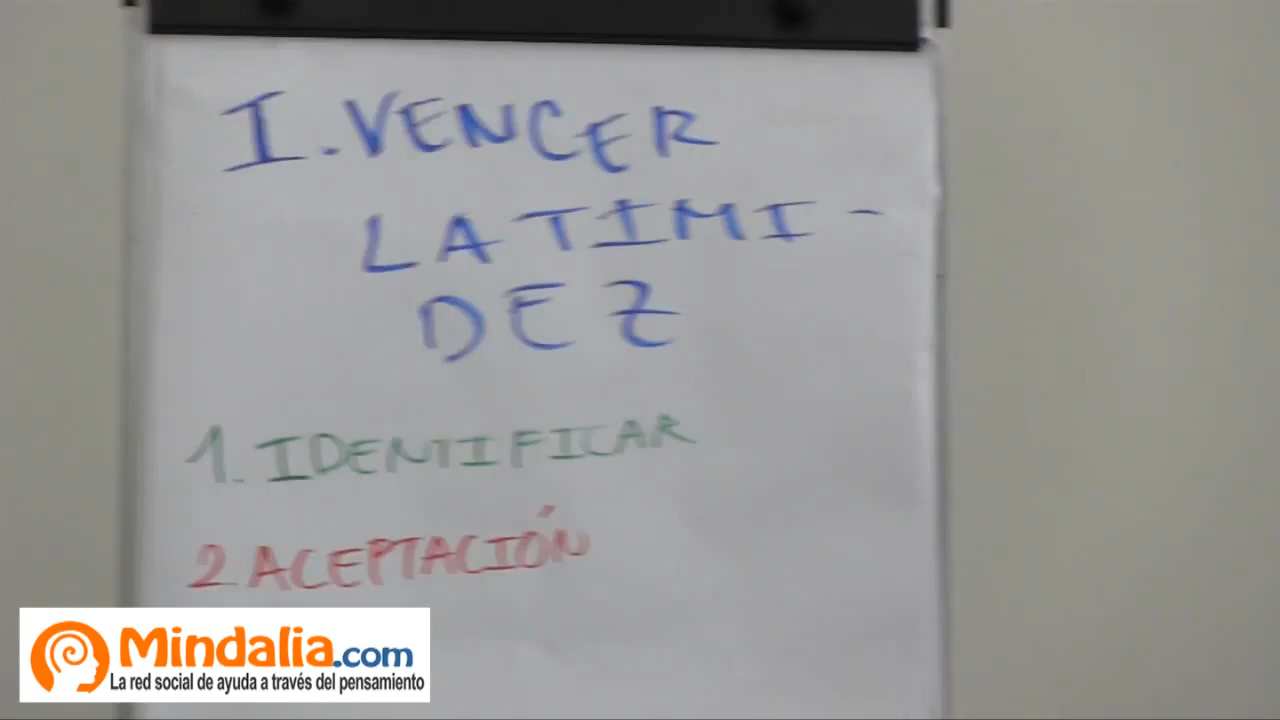 I. VENCER
LA TIMI-
DEZ
1. IDENTIFICAR
2 ACEPTACIÓN
Mindalia.com
La red social de ayuda a través del pensamiento